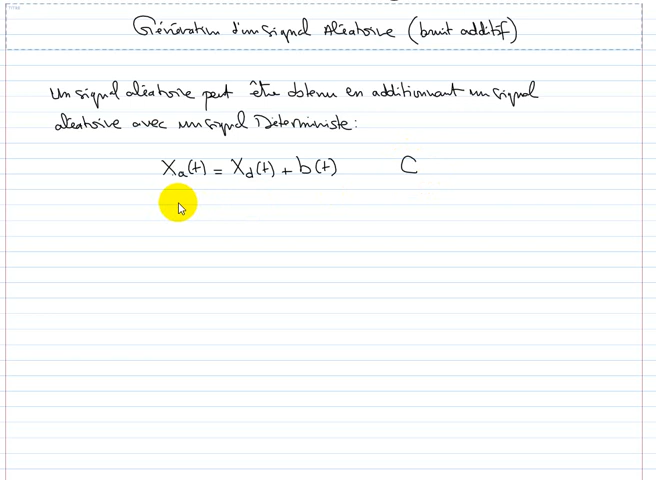 Génération d'un signal Aléatoire (bruit additif)
Un signal aléatoire peut être obtenu en additionnant un signal
aléatoire avec un signal Déterministe :
Xa(t) = Xd(t) + b(t) C